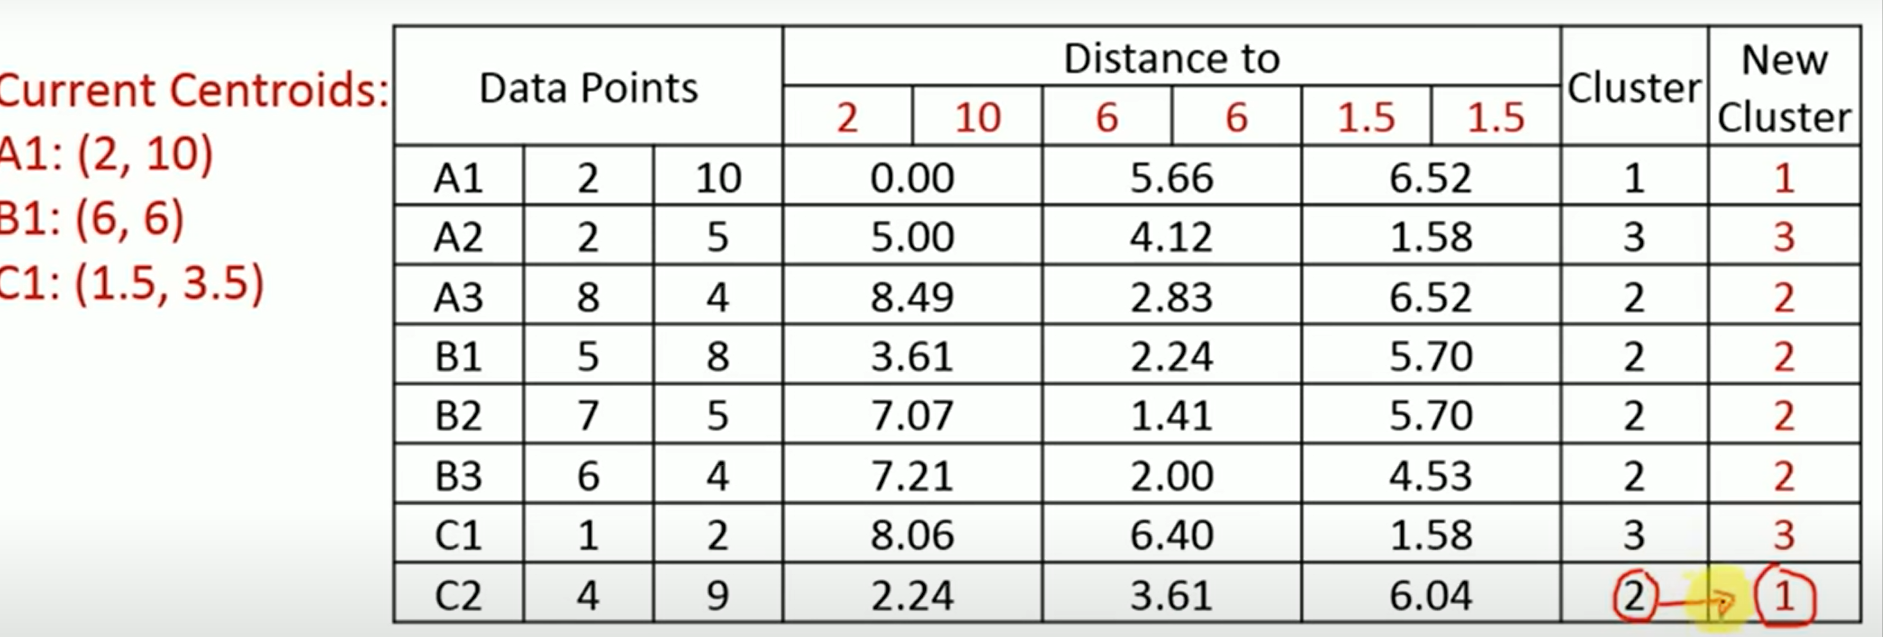 Current Centroids:
A1: (2, 10)
B1: (6, 6)
C1: (1.5, 3.5)
Data Points Distance to Cluster New Cluster
2 10 6 6 1.5 1.5
A1 2 10 0.00 5.66 6.52 1 1
A2 2 5 5.00 4.12 1.58 3 3
A3 8 4 8.49 2.83 6.52 2 2
B1 5 8 3.61 2.24 5.70 2 2
B2 7 5 7.07 1.41 5.70 2 2
B3 6 4 7.21 2.00 4.53 2 2
C1 1 2 8.06 6.40 1.58 3 3
C2 4 9 2.24 3.61 6.04 2 1